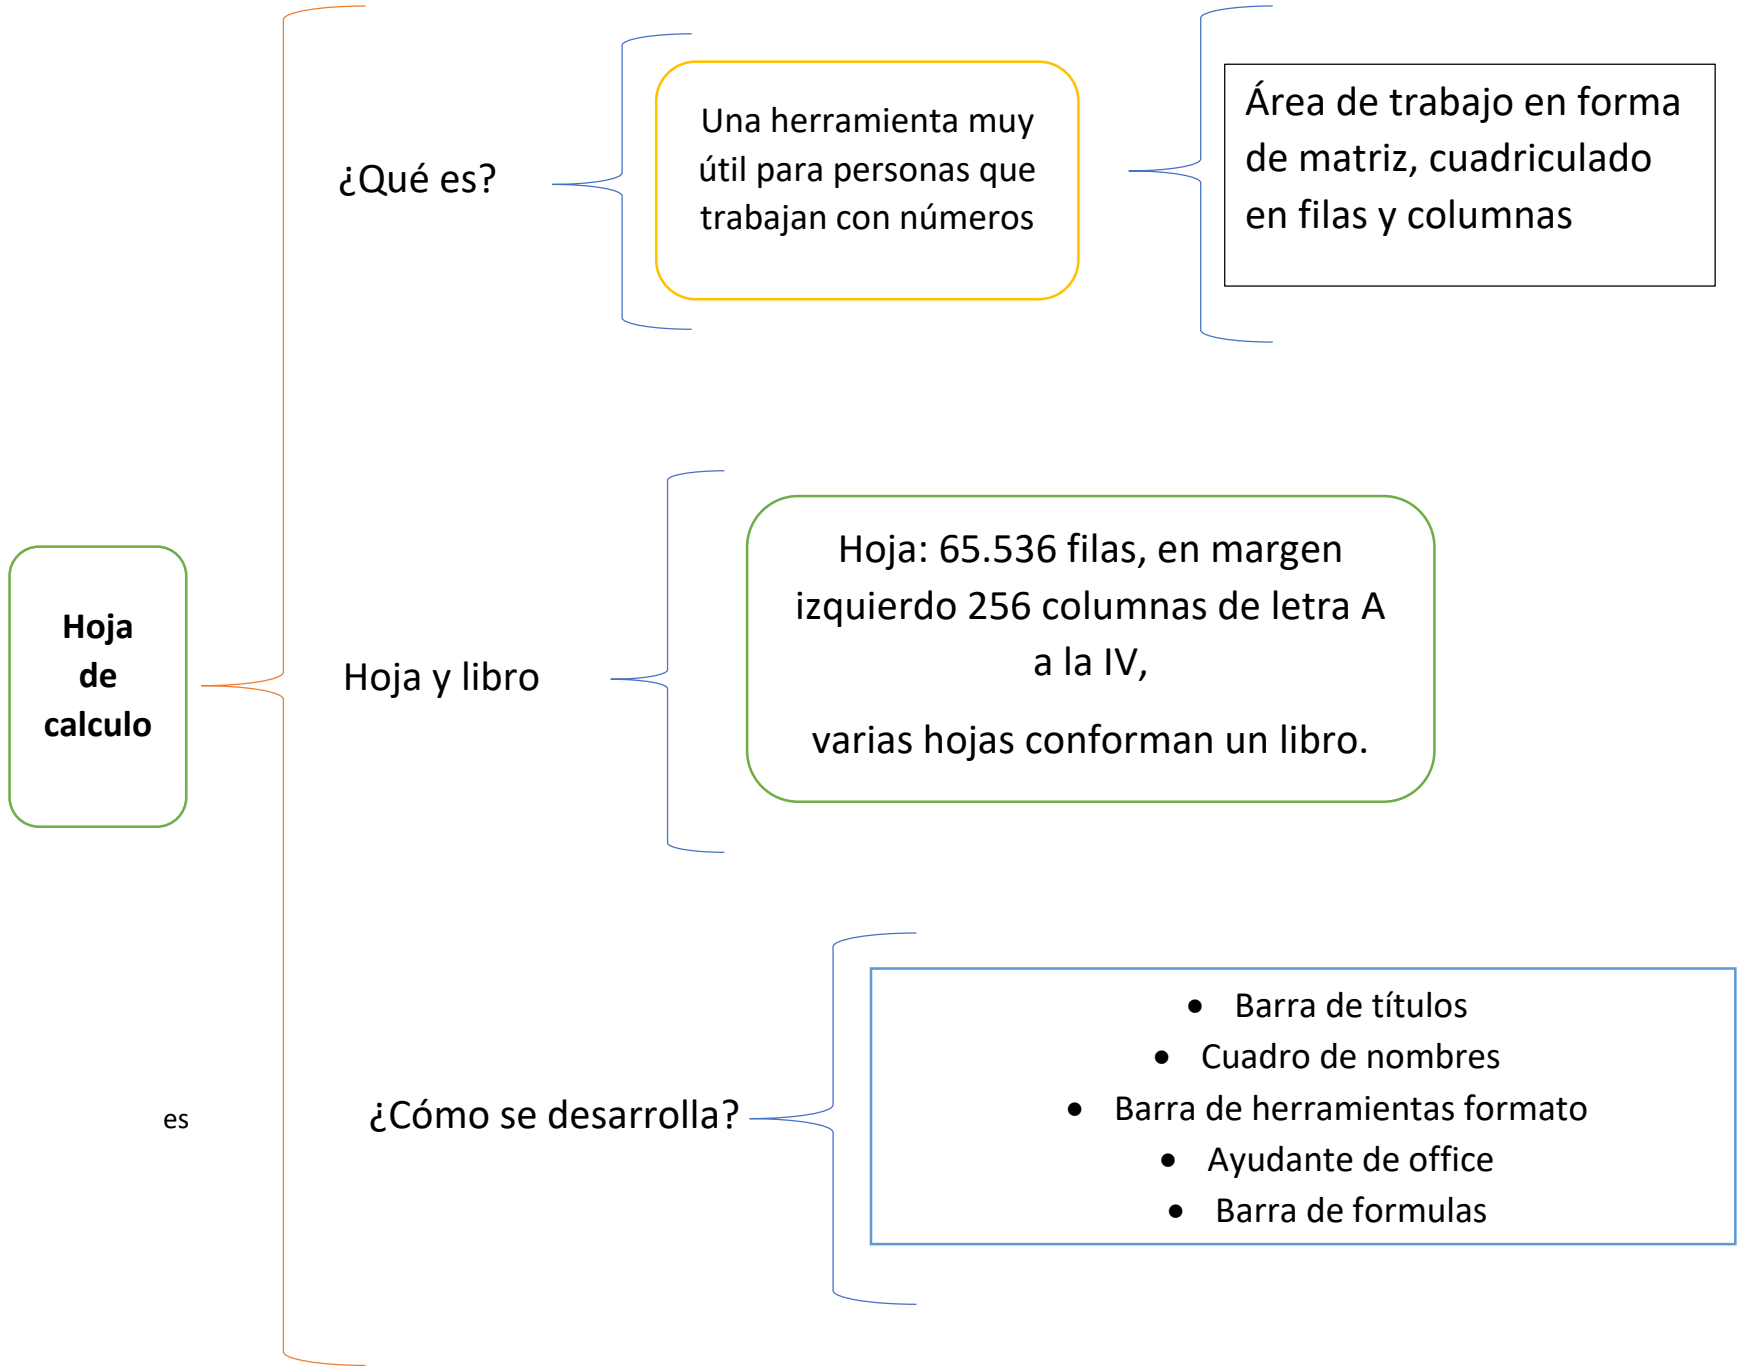 Hoja
de
calculo
¿Qué es?
Una herramienta muy
útil para personas que
trabajan con números
Área de trabajo en forma
de matriz, cuadriculado
en filas y columnas
Hoja y libro
Hoja: 65.536 filas, en margen
izquierdo 256 columnas de letra A
a la IV,
varias hojas conforman un libro.
es
¿Cómo se desarrolla?
• Barra de títulos
• Cuadro de nombres
• Barra de herramientas formato
• Ayudante de office
• Barra de formulas